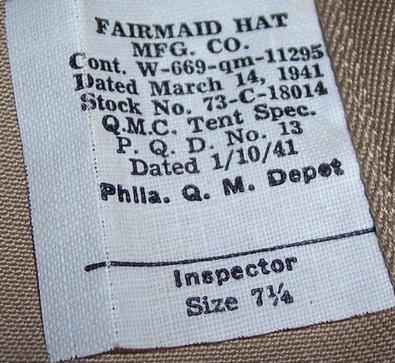 FAIRMAID HAT
MFG. CO.
Cont. W-669-qm-11295
Dated March 14, 1941
Stock No. 73-C-18014
Q.M.C. Tent Spec.
P. Q. D. No. 13
Dated 1/10/41
Phila. Q. M. Depot
Inspector
Size 7¼